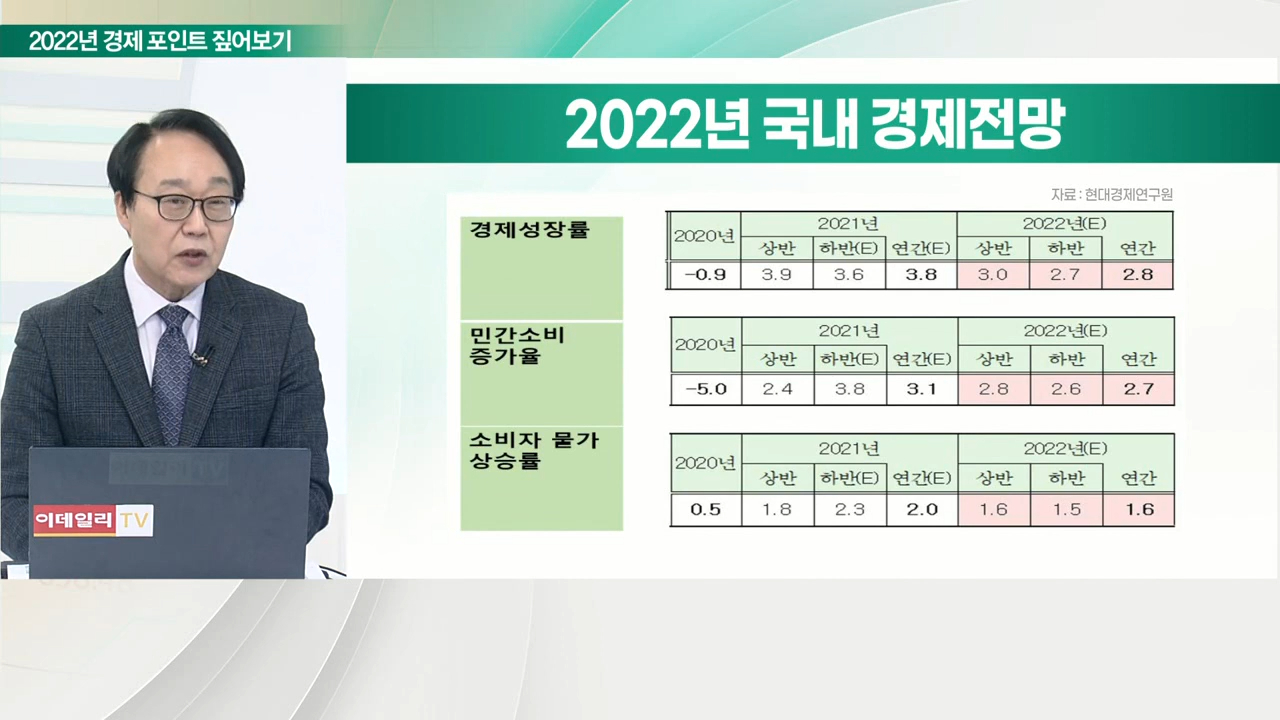 2022년 경제 포인트 짚어보기
2022년 국내 경제전망
자료 : 현대경제연구원
경제성장률
2020년 2021년 2022년(E)
상반 하반(E) 연간(E) 상반 하반 연간
-0.9 3.9 3.6 3.8 3.0 2.7 2.8
민간소비
증가율
2020년 2021년 2022년(E)
상반 하반(E) 연간(E) 상반 하반 연간
-5.0 2.4 3.8 3.1 2.8 2.6 2.7
소비자 물가
상승률
2020년 2021년 2022년(E)
상반 하반(E) 연간(E) 상반 하반 연간
0.5 1.8 2.3 2.0 1.6 1.5 1.6
이데일리 TV